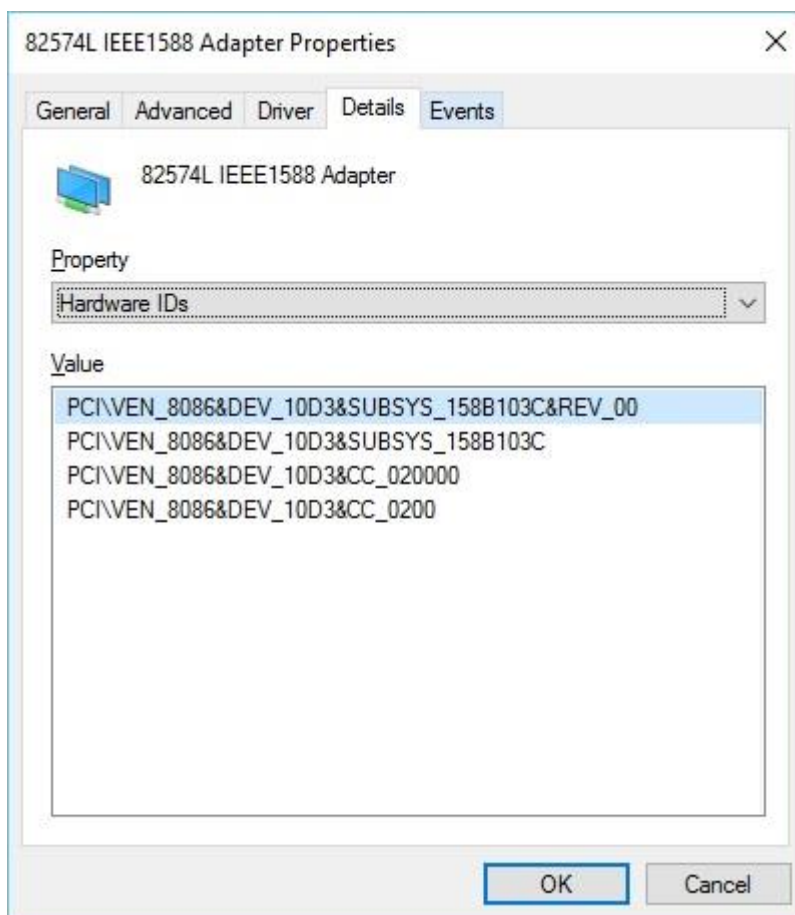 82574L IEEE1588 Adapter Properties
General Advanced Driver Details Events
82574L IEEE1588 Adapter
Property
Hardware IDs
Value
PCI\VEN_8086&DEV_10D3&SUBSYS_158B103C&REV_00
PCI\VEN_8086&DEV_10D3&SUBSYS_158B103C
PCI\VEN_8086&DEV_10D3&CC_020000
PCI\VEN_8086&DEV_10D3&CC_0200
OK Cancel